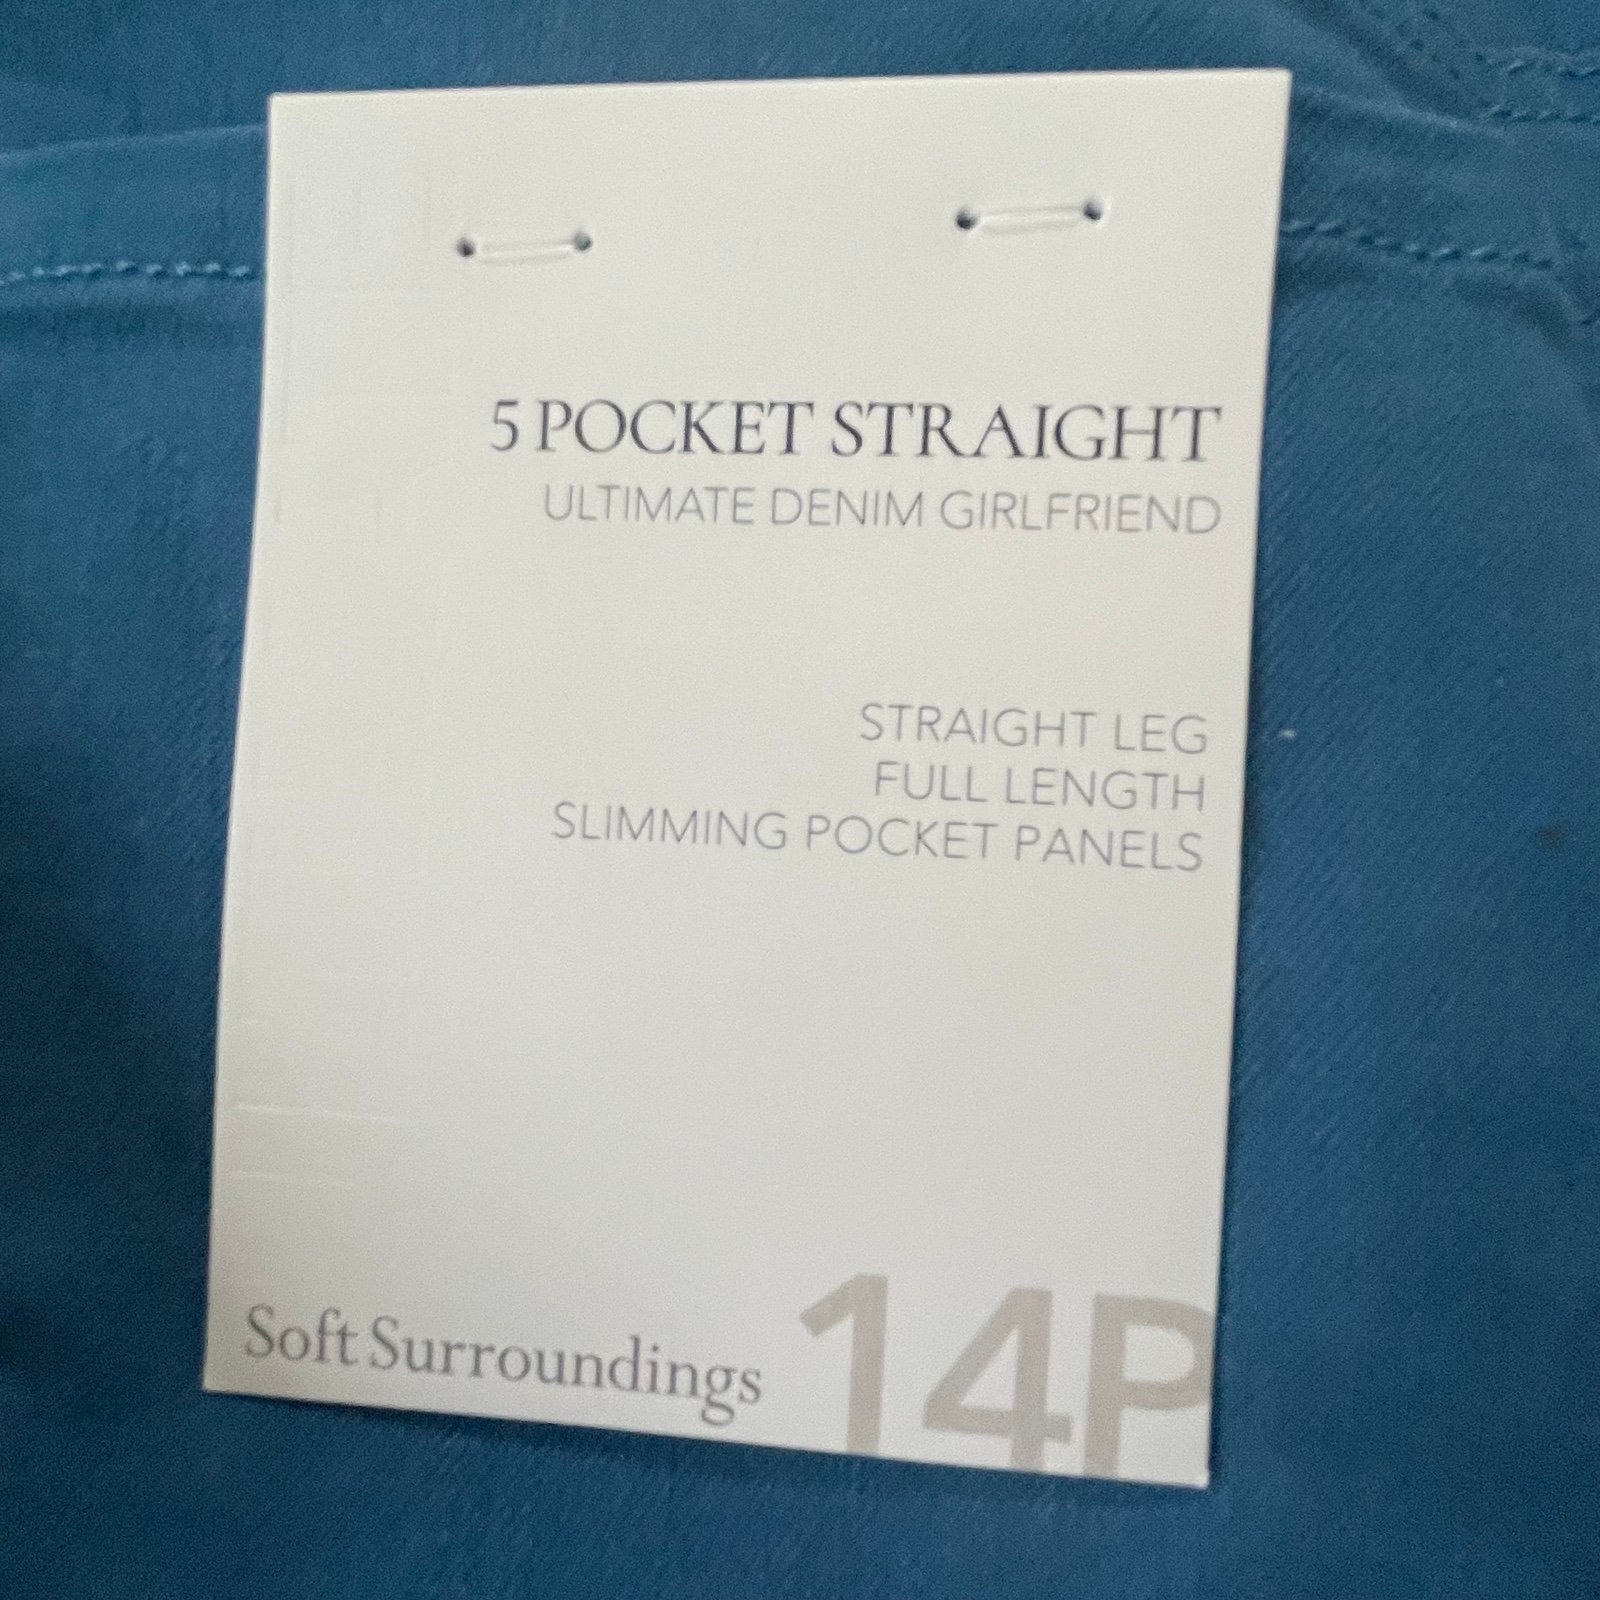 5 POCKET STRAIGHT
ULTIMATE DENIM GIRLFRIEND
STRAIGHT LEG
FULL LENGTH
SLIMMING POCKET PANELS
Soft Surroundings
14P